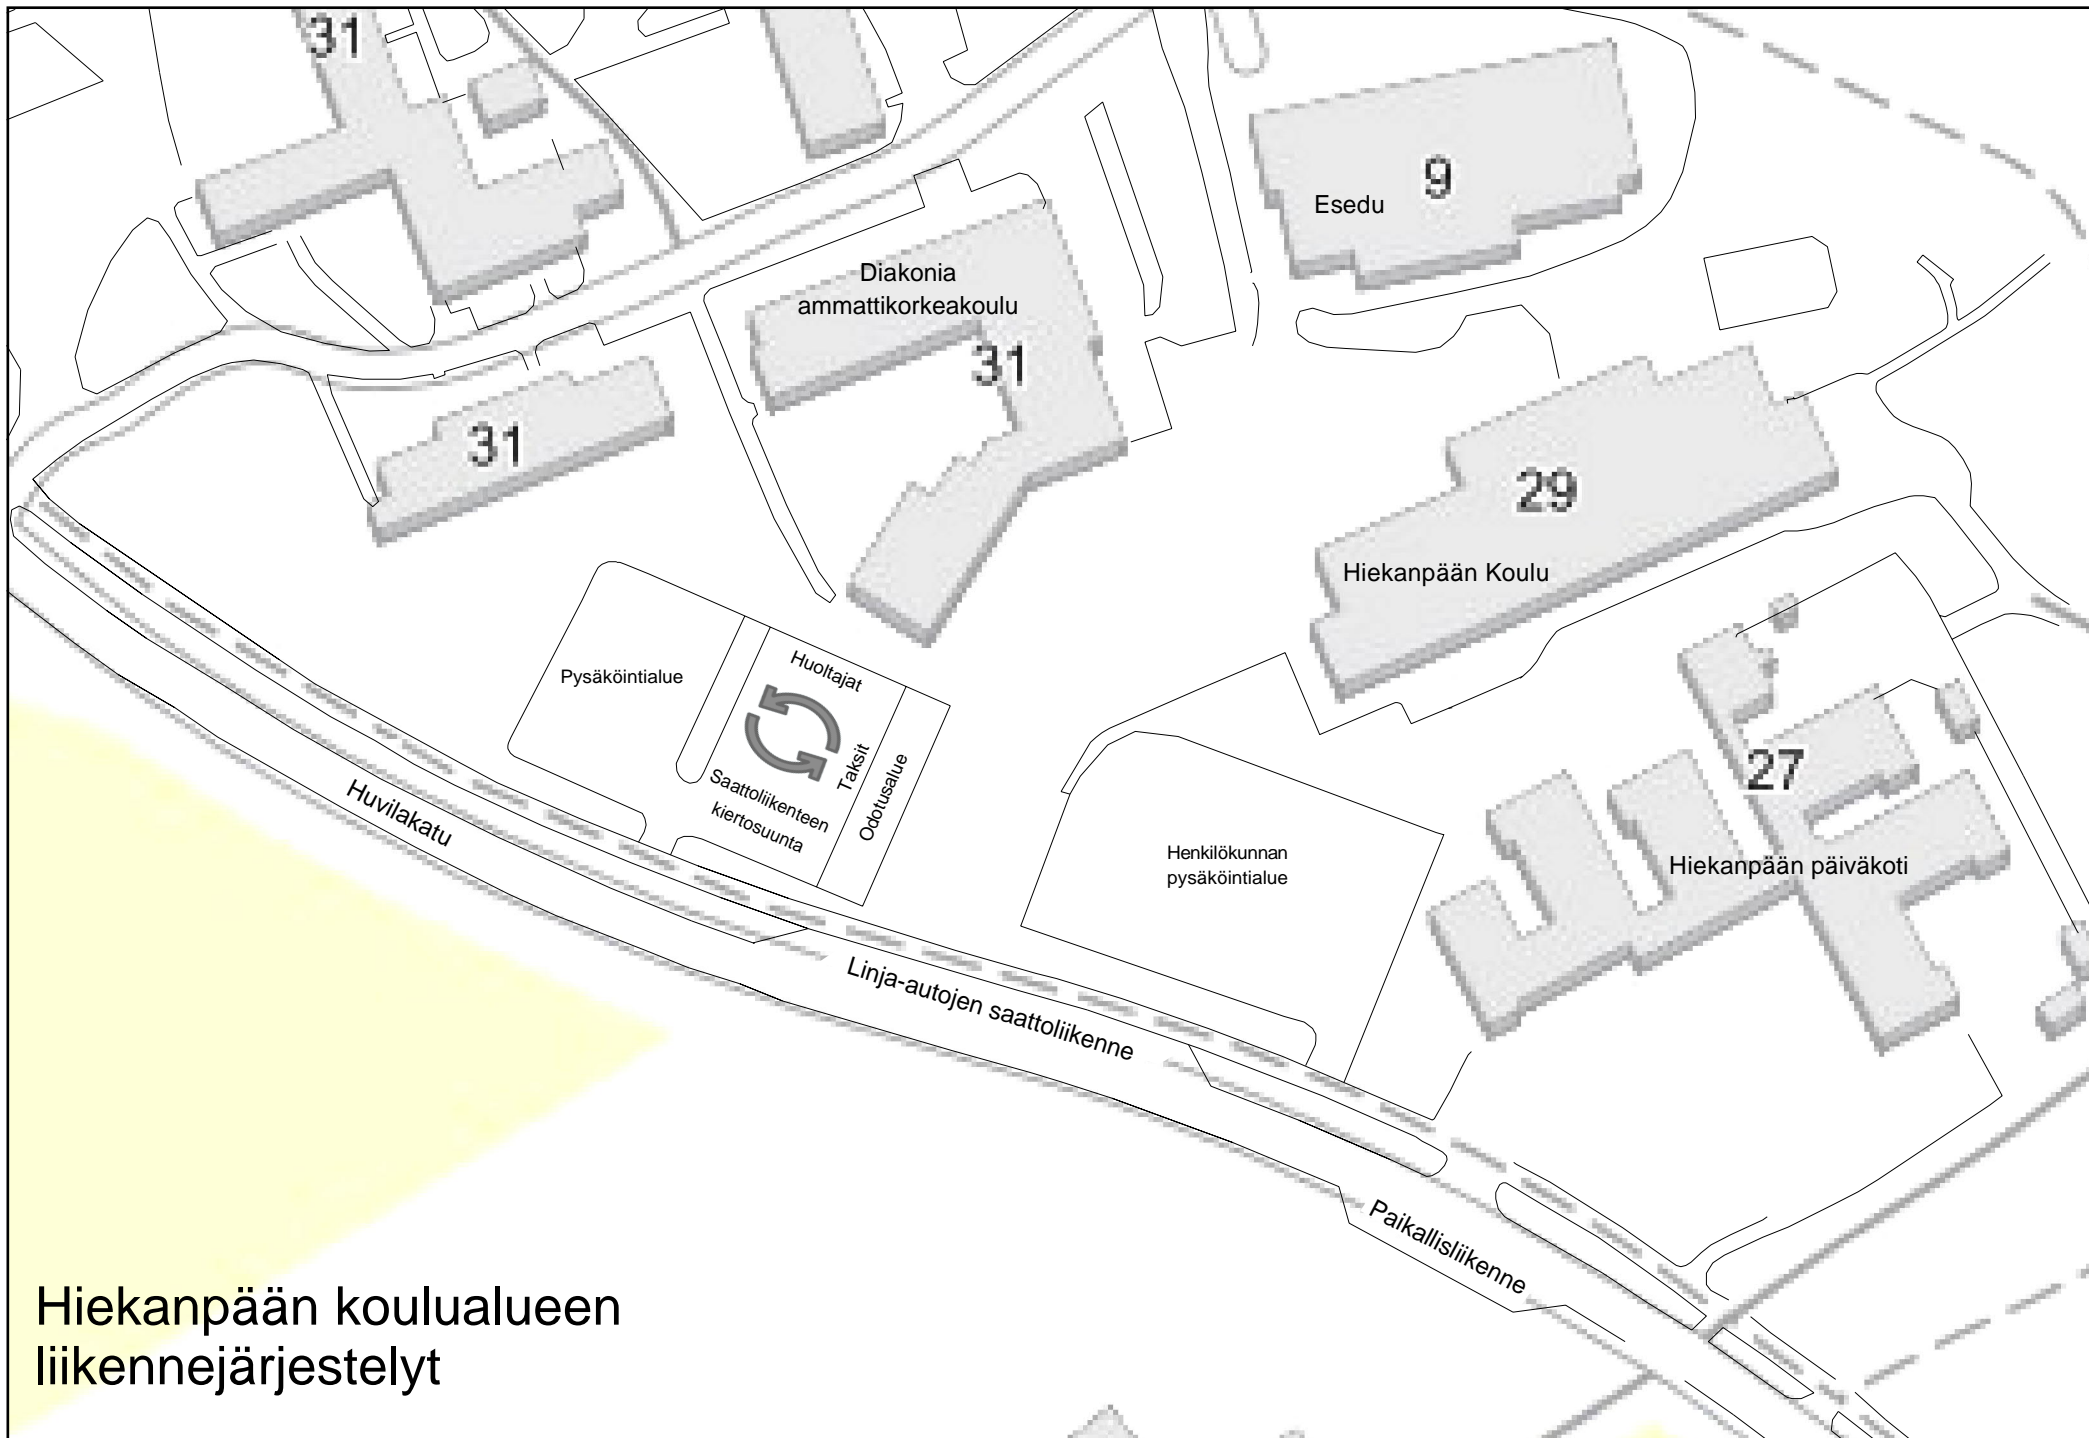 31
9
Esedu
Diakonia
ammattikorkeakoulu
31
31
29
Hiekanpään Koulu
Pysäköintialue
Huoltajat
Taksit
Odotusalue
Saattoliikenteen
kiertosuunta
Huvilakatu
27
Henkilökunnan
pysäköintialue
Hiekanpään päiväkoti
Linja-autojen saattoliikenne
Paikallisliikenne
Hiekanpään koulualueen
liikennejärjestelyt